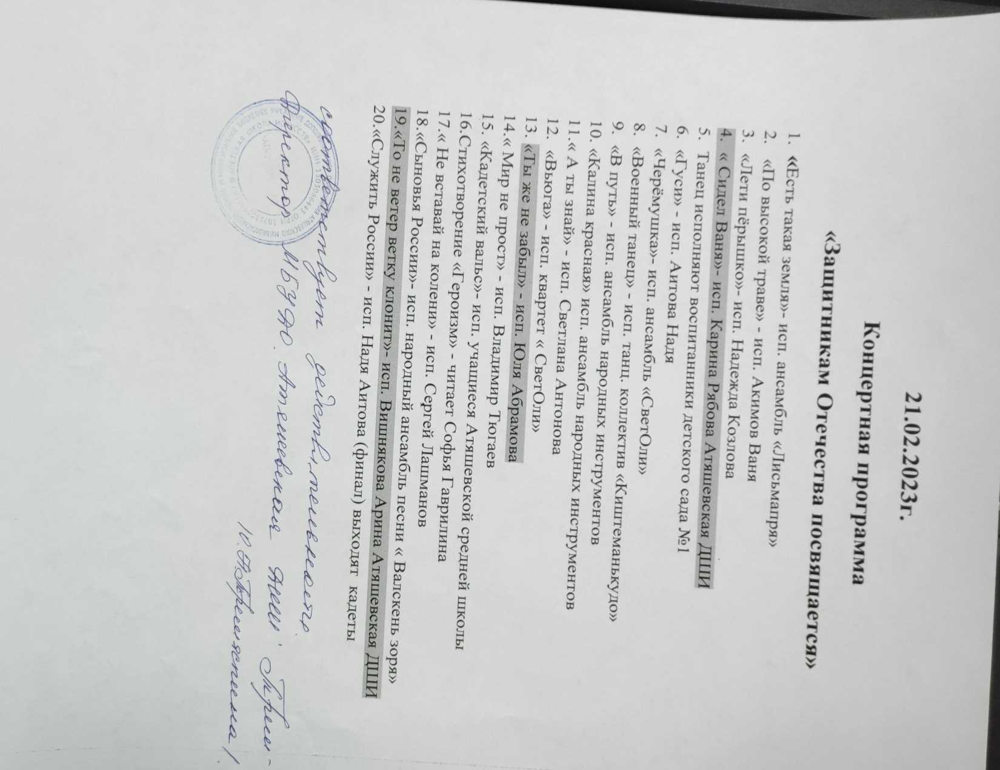 21.02.2023г.
Концертная программа
«Защитникам Отечества посвящается»
1. «Есть такая земля»- исп. ансамбль «Лисьмапря»
2. «По высокой траве» - исп. Акимов Ваня
3. «Лети пёрышко»- исп. Надежда Козлова
4. « Сидел Ваня»- исп. Карина Рябова Атяшевская ДШИ
5. Танец исполняют воспитанники детского сада №1
6. «Гуси» - исп. Аитова Надя
7. «Черёмушка»- исп. ансамбль «СветОли»
8. «Военный танец» - исп. танц. коллектив «Киштеманькудо»
9. «В путь» - исп. ансамбль народных инструментов
10. «Калина красная» исп. ансамбль народных инструментов
11.« А ты знай» - исп. Светлана Антонова
12. «Вьюга» - исп. квартет « СветОли»
13. «Ты же не забыл» - исп. Юля Абрамова
14.« Мир не прост» - исп. Владимир Тюгаев
15. «Кадетский вальс»- исп. учащиеся Атяшевской средней школы
16.Стихотворение «Героизм» - читает Софья Гаврилина
17.« Не вставай на колени» - исп. Сергей Лашманов
18.«Сыновья России»- исп. народный ансамбль песни « Валскень зоря»
19.«То не ветер ветку клонит»- исп. Вишнякова Арина Атяшевская ДШИ
20.«Служить России» - исп. Надя Аитова (финал) выходят кадеты
соответствует действительности.
Директор МБУДО. Атяшевская ДШИ